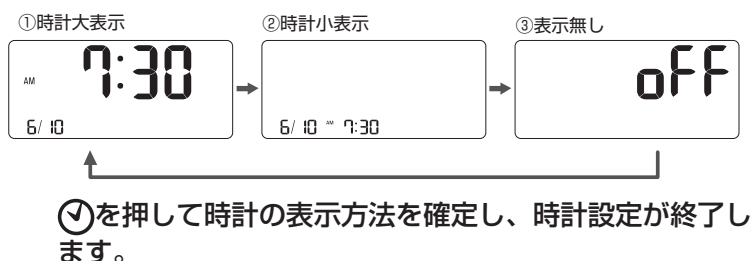 ①時計大表示 ②時計小表示 ③表示無し
AM 7:30 oFF
6/ 10 6/ 10 AM 7:30
を押して時計の表示方法を確定し、時計設定が終了し
ます。